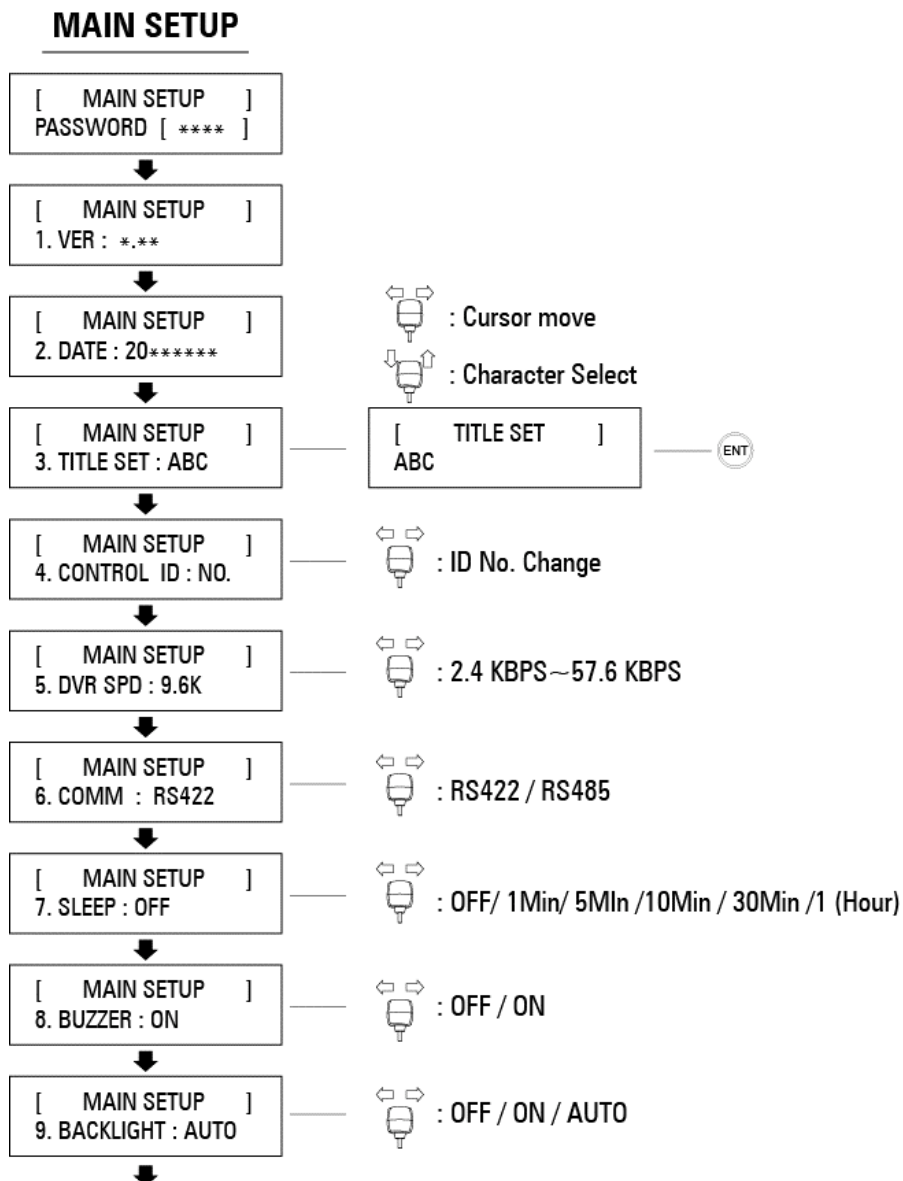 MAIN SETUP
[ MAIN SETUP ]
PASSWORD [ **** ]
[ MAIN SETUP ]
1. VER : *.**
[ MAIN SETUP ]
2. DATE : 20******
: Cursor move
: Character Select
[ MAIN SETUP ]
3. TITLE SET : ABC
[ TITLE SET ]
ABC
ENT
[ MAIN SETUP ]
4. CONTROL ID : NO.
: ID No. Change
[ MAIN SETUP ]
5. DVR SPD : 9.6K
: 2.4 KBPS~57.6 KBPS
[ MAIN SETUP ]
6. COMM : RS422
: RS422 / RS485
[ MAIN SETUP ]
7. SLEEP : OFF
: OFF/ 1Min/ 5MIn /10Min / 30Min /1 (Hour)
[ MAIN SETUP ]
8. BUZZER : ON
: OFF / ON
[ MAIN SETUP ]
9. BACKLIGHT : AUTO
: OFF / ON / AUTO